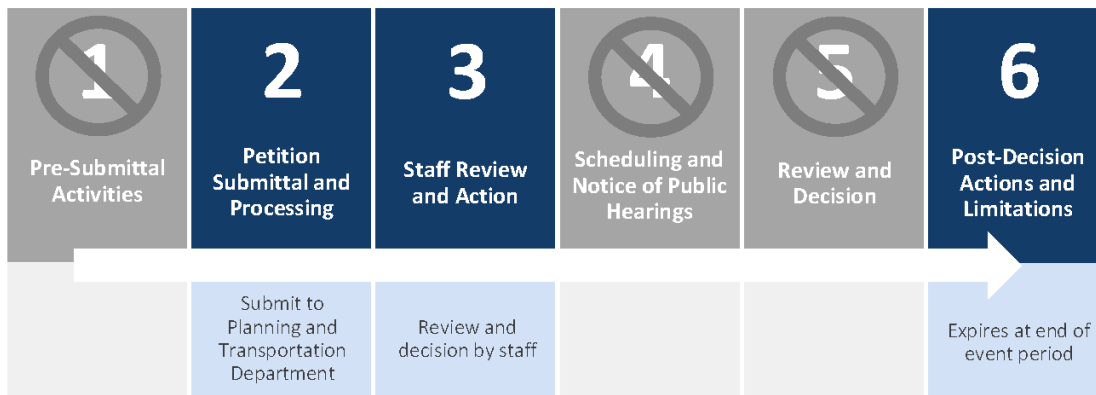 1
Pre-Submittal
Activities
2
Petition
Submittal and
Processing
Submit to
Planning and
Transportation
Department
3
Staff Review
and Action
Review and
decision by staff
4
Scheduling and
Notice of Public
Hearings
5
Review and
Decision
6
Post-Decision
Actions and
Limitations
Expires at end of
event period